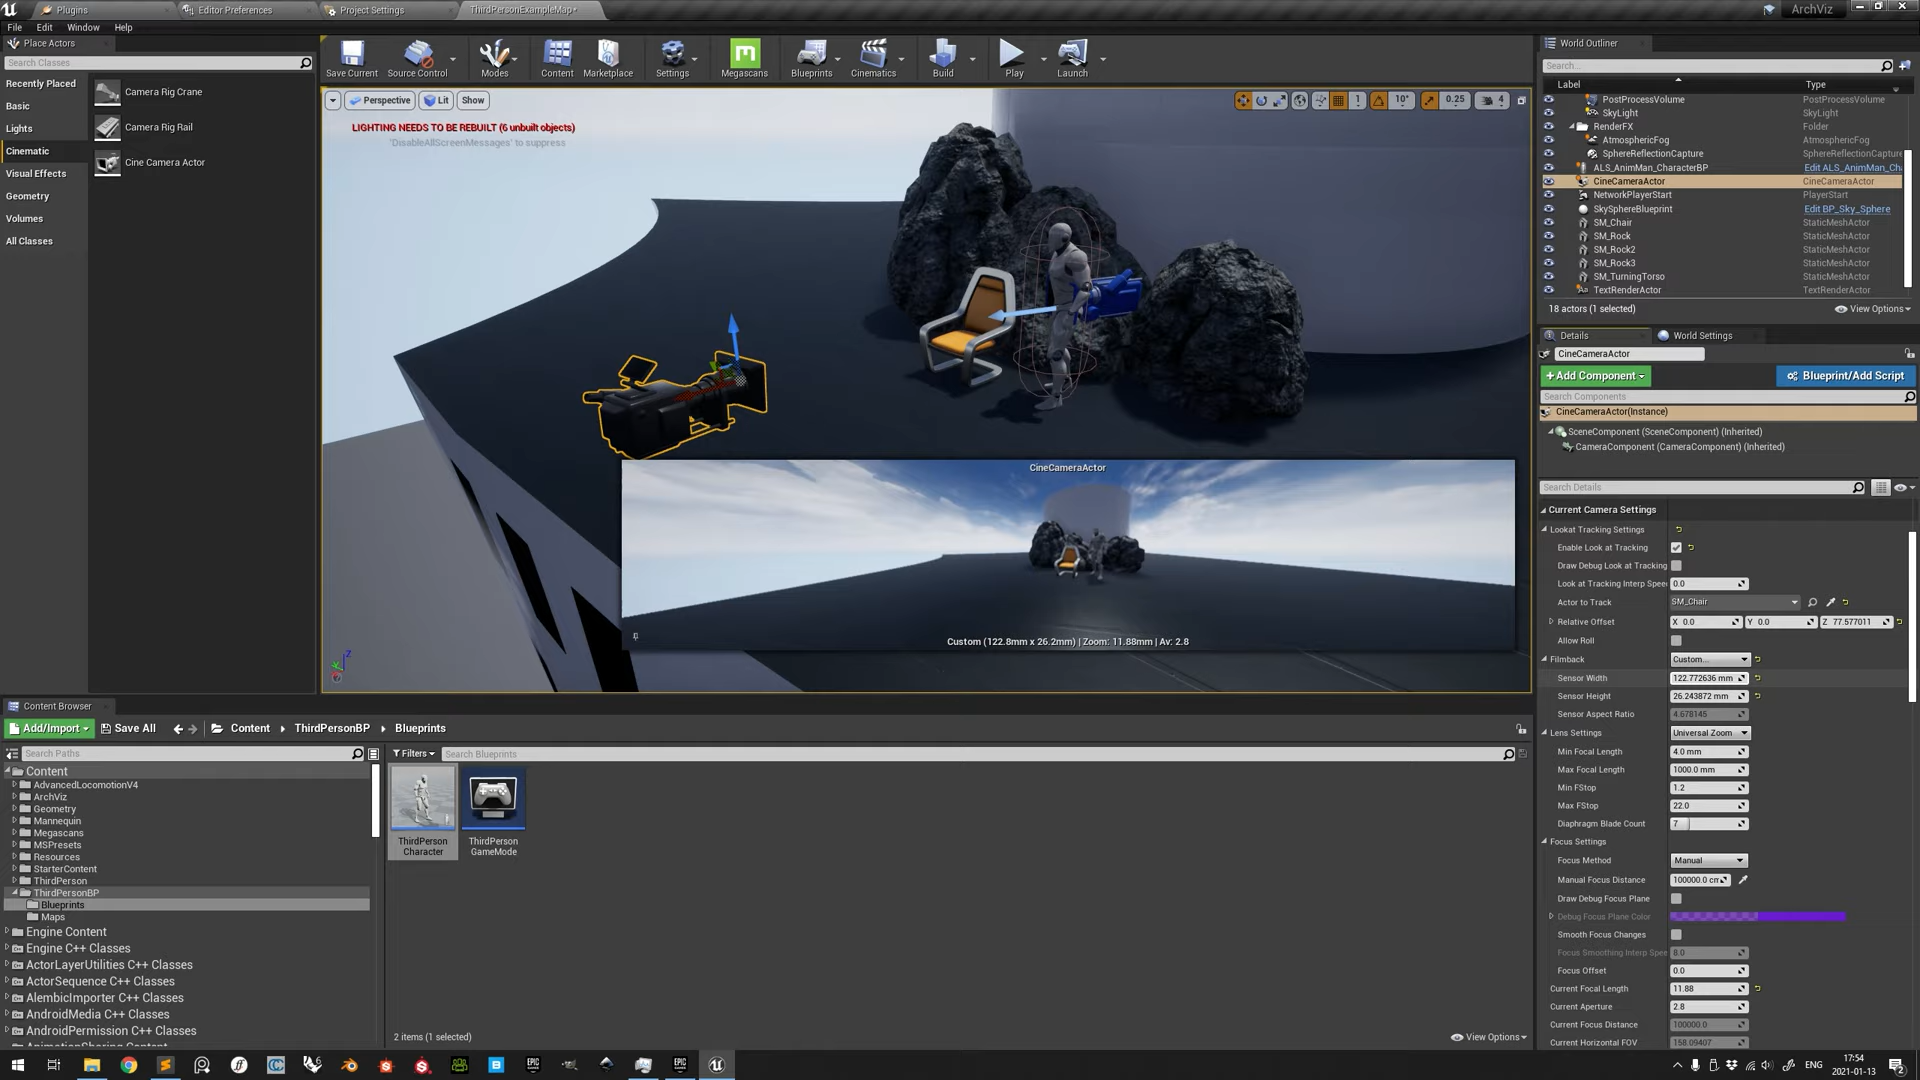 Plugins
Editor Preferences
Project Settings
ThirdPersonExampleMap*
ArchViz
File Edit Window Help
Place Actors
Search Classes
Recently Placed
Basic
Lights
Cinematic
Visual Effects
Geometry
Volumes
All Classes
Camera Rig Crane
Camera Rig Rail
Cine Camera Actor
Save Current
Source Control
Modes
Content
Marketplace
Settings
Megascans
Blueprints
Cinematics
Build
Play
Launch
Perspective
Lit
Show
1
10°
0.25
4
LIGHTING NEEDS TO BE REBUILT (6 unbuilt objects)
'DisableAllScreenMessages' to suppress
CineCameraActor
Custom (122.8mm x 26.2mm) | Zoom: 11.88mm | Av: 2.8
Z
World Outliner
Search...
Label Type
PostProcessVolume PostProcessVolume
SkyLight SkyLight
RenderFX Folder
AtmosphericFog AtmosphericFog
SphereReflectionCapture SphereReflectionCapture
ALS_AnimMan_CharacterBP Edit ALS_AnimMan_Ch
CineCameraActor CineCameraActor
NetworkPlayerStart PlayerStart
SkySphereBlueprint Edit BP_Sky_Sphere
SM_Chair StaticMeshActor
SM_Rock StaticMeshActor
SM_Rock2 StaticMeshActor
SM_Rock3 StaticMeshActor
SM_TurningTorso StaticMeshActor
TextRenderActor TextRenderActor
18 actors (1 selected)
View Options
Details
World Settings
CineCameraActor
+ Add Component
Blueprint/Add Script
Search Components
CineCameraActor(Instance)
SceneComponent (SceneComponent) (Inherited)
CameraComponent (CameraComponent) (Inherited)
Search Details
Current Camera Settings
Lookat Tracking Settings
Enable Look at Tracking
Draw Debug Look at Tracking
Look at Tracking Interp Spee 0.0
Actor to Track SM_Chair
Relative Offset X 0.0 Y 0.0 Z 77.577011
Allow Roll
Filmback Custom...
Sensor Width 122.772636 mm
Sensor Height 26.243872 mm
Sensor Aspect Ratio 4.678145
Lens Settings Universal Zoom
Min Focal Length 4.0 mm
Max Focal Length 1000.0 mm
Min FStop 1.2
Max FStop 22.0
Diaphragm Blade Count 7
Focus Settings
Focus Method Manual
Manual Focus Distance 100000.0 cm
Draw Debug Focus Plane
Debug Focus Plane Color
Smooth Focus Changes
Focus Smoothing Interp Spee 8.0
Focus Offset 0.0
Current Focal Length 11.88
Current Aperture 2.8
Current Focus Distance 100000.0
Current Horizontal FOV 158.09407
Content Browser
Add/Import
Save All
Content
ThirdPersonBP
Blueprints
Search Paths
Filters
Search Blueprints
Content
AdvancedLocomotionV4
ArchViz
Geometry
Mannequin
Megascans
MSPresets
Resources
StarterContent
ThirdPerson
ThirdPersonBP
Blueprints
Maps
Engine Content
Engine C++ Classes
ActorLayerUtilities C++ Classes
ActorSequence C++ Classes
AlembicImporter C++ Classes
AndroidMedia C++ Classes
AndroidPermission C++ Classes
AnimationSharing Content
ThirdPerson
Character
ThirdPerson
GameMode
2 items (1 selected)
View Options
ENG
17:54
2021-01-13